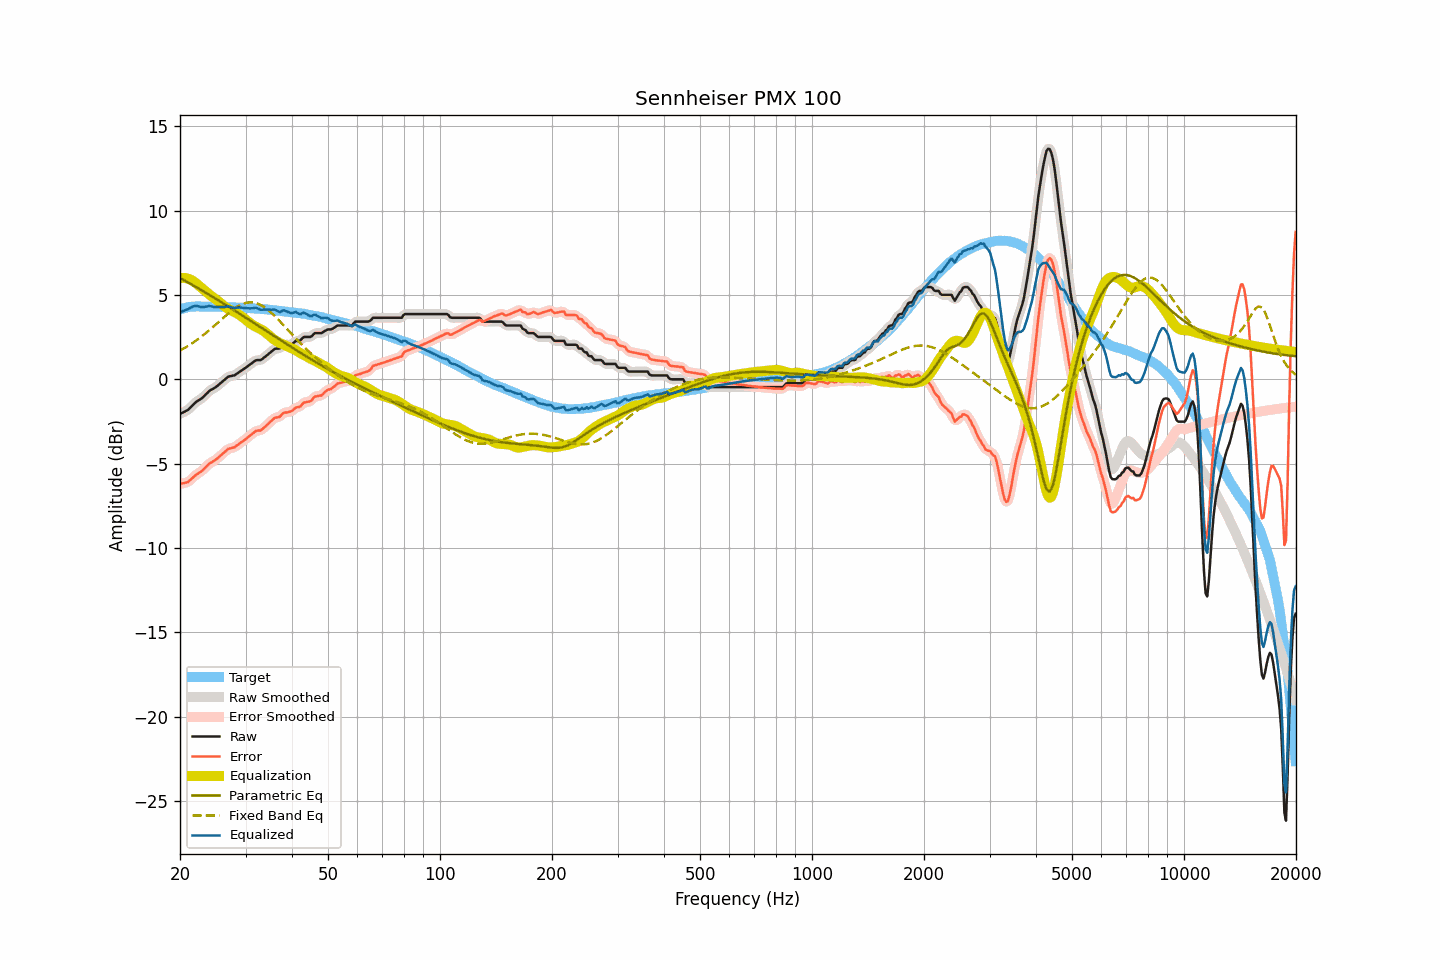 Sennheiser PMX 100
15
10
5
0
−5
−10
−15
−20
−25
Amplitude (dBr)
Target
Raw Smoothed
Error Smoothed
Raw
Error
Equalization
Parametric Eq
Fixed Band Eq
Equalized
20 50 100 200 500 1000 2000 5000 10000 20000
Frequency (Hz)